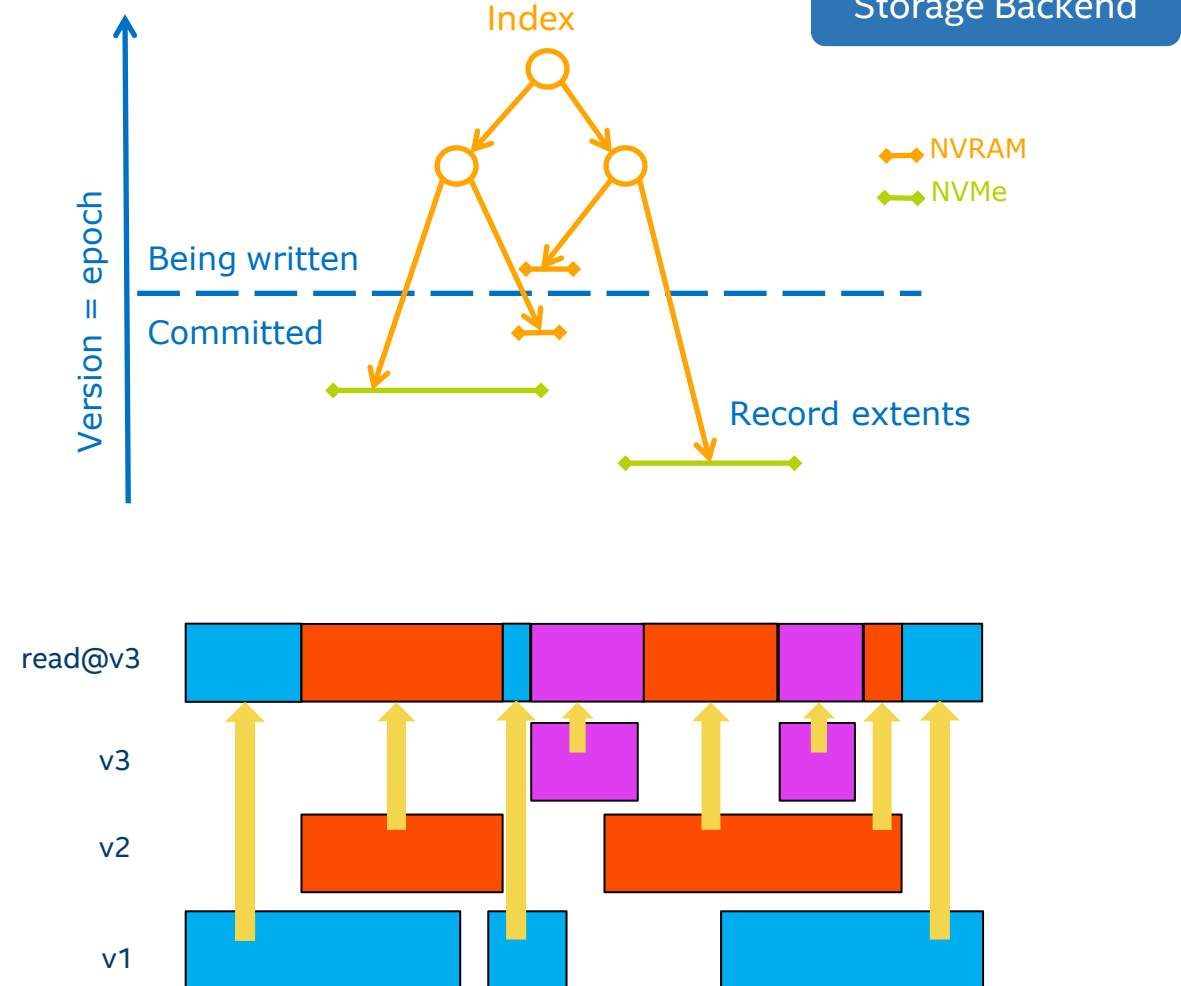 Storage Backend
Index
NVRAM
NVMe
Version = epoch
Being written
Committed
Record extents
read@v3
v3
v2
v1